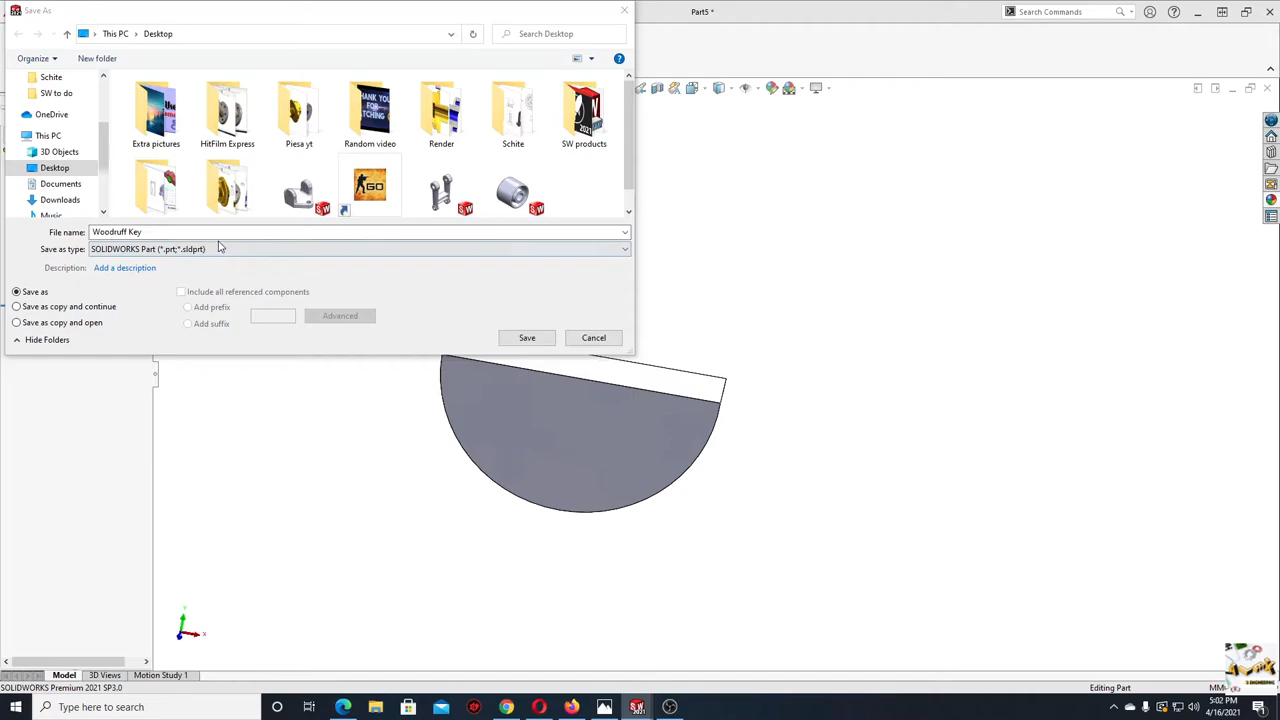 Save As
Part5 *
Search Commands
This PC
Desktop
Search Desktop
Organize
New folder
Schite
SW to do
OneDrive
This PC
3D Objects
Desktop
Documents
Downloads
Music
Extra pictures
HitFilm Express
Piesa yt
Random video
Render
Schite
SW products
THANK YOU
FOR
GO
File name:
Woodruff Key
Save as type:
SOLIDWORKS Part (*.prt;*.sldprt)
Description:
Add a description
Save as
Save as copy and continue
Save as copy and open
Include all referenced components
Add prefix
Add suffix
Advanced
Hide Folders
Save
Cancel
Y
X
Model
3D Views
Motion Study 1
SOLIDWORKS Premium 2021 SP3.0
Editing Part
Type here to search
5:02 PM
4/16/2021